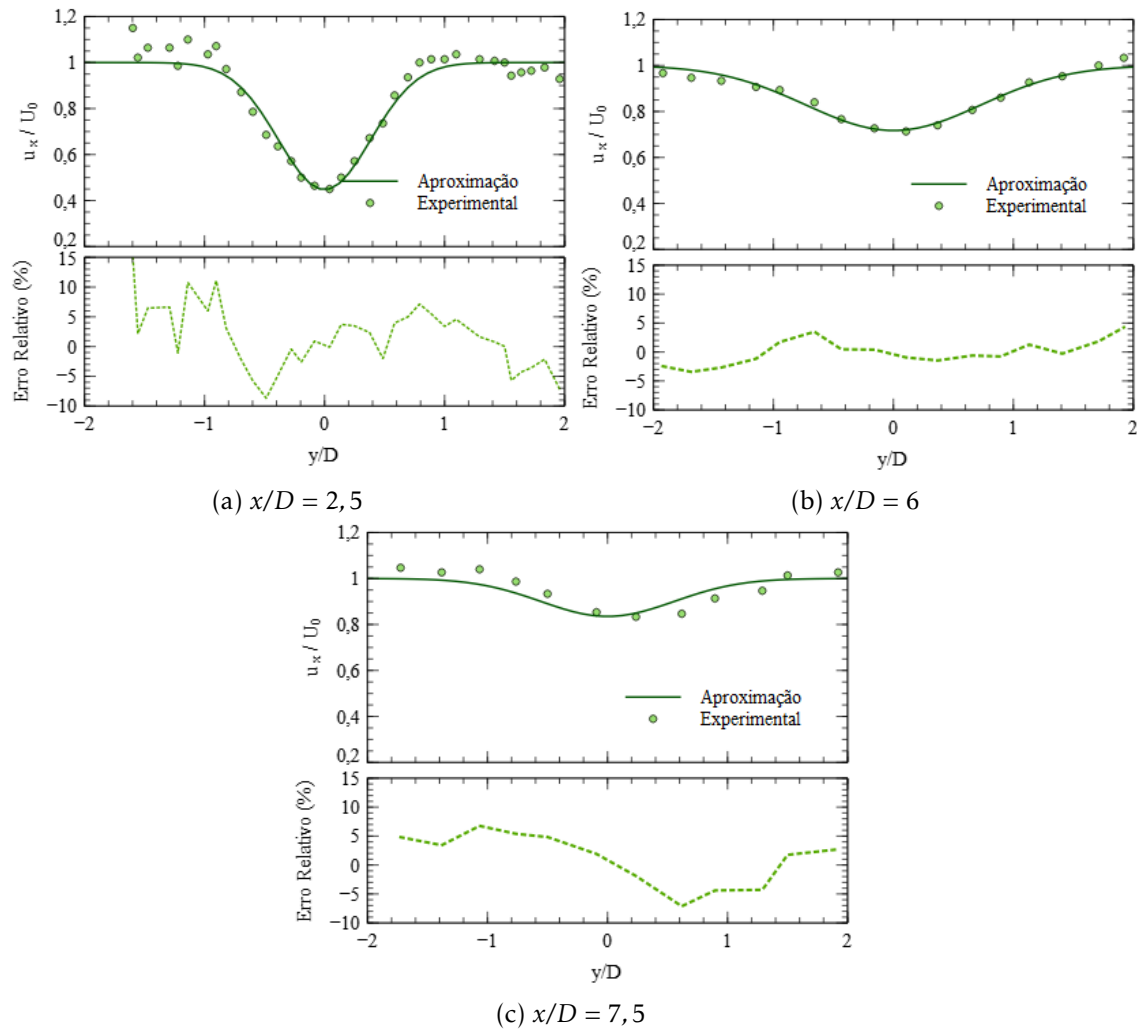 1,2
1
0,8
0,6
0,4
0,2
u_x / U_0
Aproximação
Experimental
15
10
5
0
−5
−10
Erro Relativo (%)
−2 −1 0 1 2
y/D
(a) x/D = 2,5
1,2
1
0,8
0,6
0,4
0,2
u_x / U_0
Aproximação
Experimental
15
10
5
0
−5
−10
Erro Relativo (%)
−2 −1 0 1 2
y/D
(b) x/D = 6
1,2
1
0,8
0,6
0,4
0,2
u_x / U_0
Aproximação
Experimental
15
10
5
0
−5
−10
Erro Relativo (%)
−2 −1 0 1 2
y/D
(c) x/D = 7,5